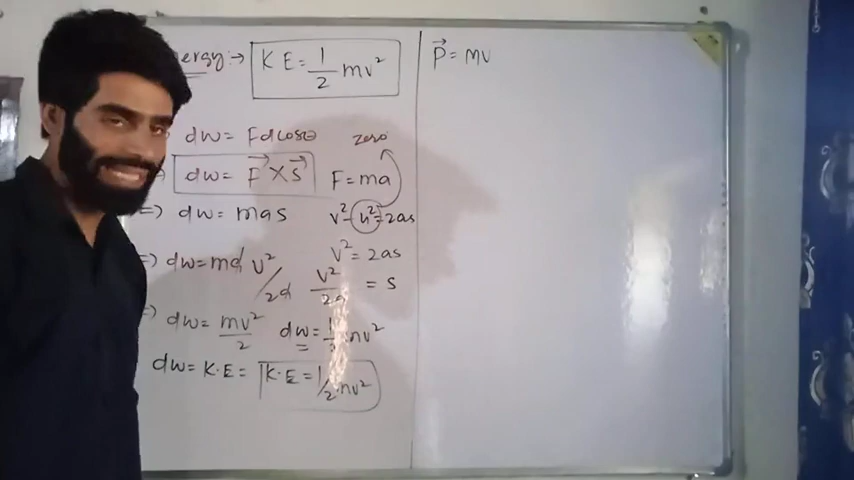 ergy:→ K E = 1/2 mv²
dw = Fdcosθ zero
⇒ dw = F⃗ × S⃗ F = ma
⇒ dw = mas v² - u² = 2as
v² = 2as
⇒ dw = ma v²/2a v²/2a = s
⇒ dw = mv²/2 dw = 1/2 mv²
dw = K.E = K.E = 1/2 mv²
P⃗ = mv